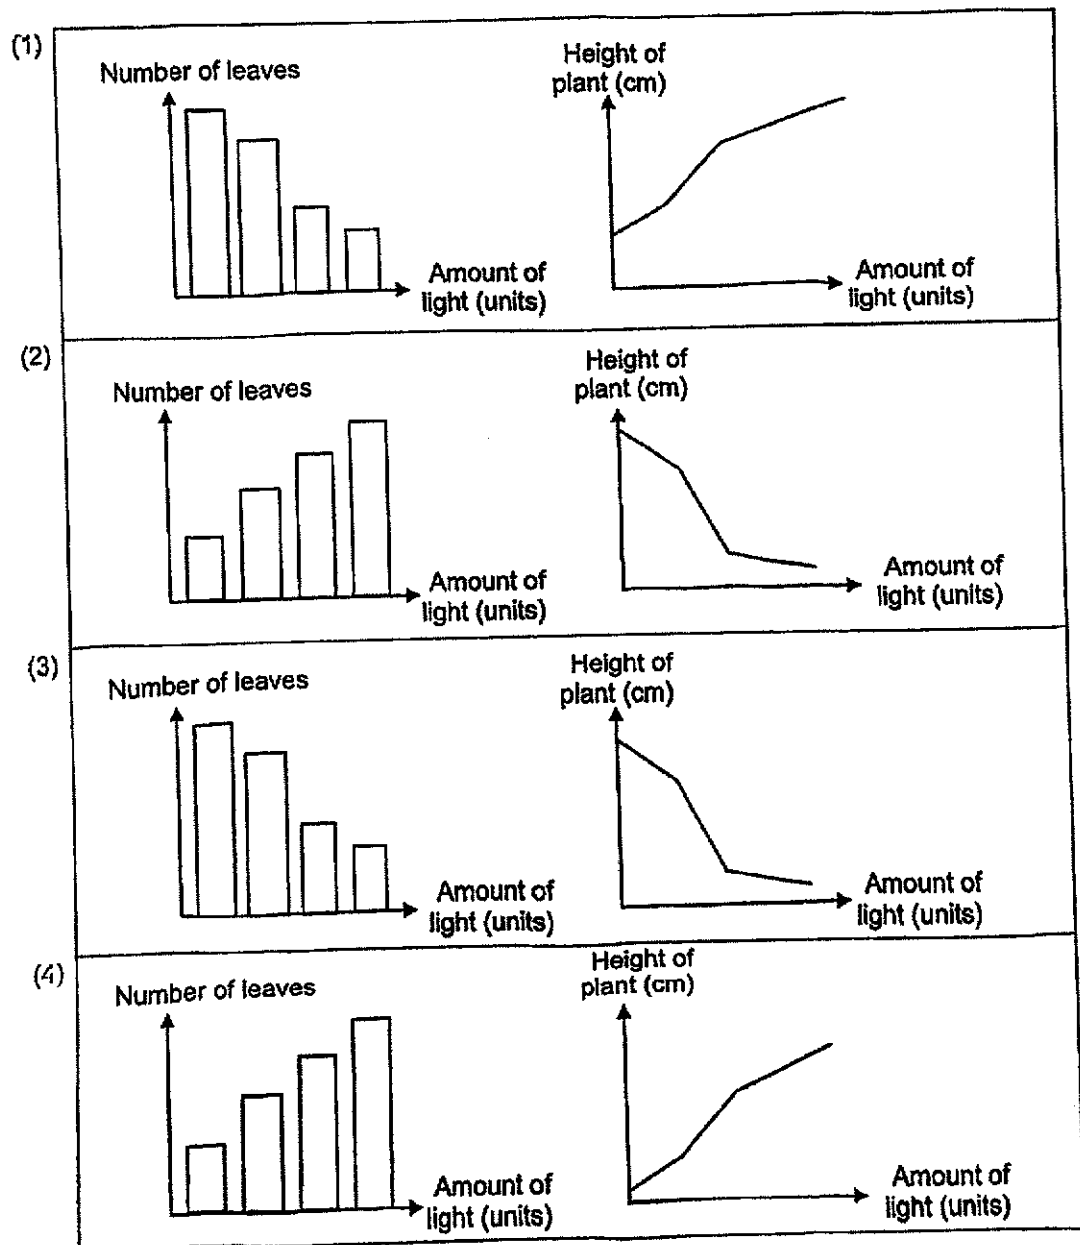 (1)
Number of leaves
Amount of
light (units)
Height of
plant (cm)
Amount of
light (units)
(2)
Number of leaves
Amount of
light (units)
Height of
plant (cm)
Amount of
light (units)
(3)
Number of leaves
Amount of
light (units)
Height of
plant (cm)
Amount of
light (units)
(4)
Number of leaves
Amount of
light (units)
Height of
plant (cm)
Amount of
light (units)